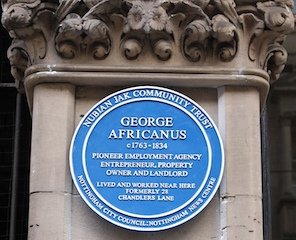 NUBIAN JAK COMMUNITY TRUST
GEORGE
AFRICANUS
c1763-1834
PIONEER EMPLOYMENT AGENCY
ENTREPRENEUR, PROPERTY
OWNER AND LANDLORD
LIVED AND WORKED NEAR HERE
FORMERLY 28
CHANDLERS LANE
NOTTINGHAM CITY COUNCIL:NOTTINGHAM NEWS CENTRE